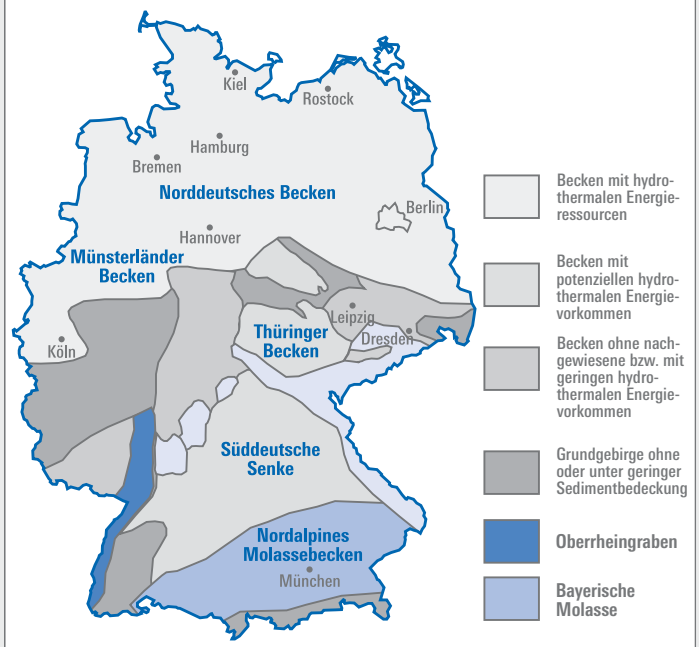 Kiel
Rostock
Hamburg
Bremen
Norddeutsches Becken
Berlin
Hannover
Münsterländer
Becken
Leipzig
Thüringer
Becken
Dresden
Köln
Süddeutsche
Senke
Nordalpines
Molassebecken
München
Becken mit hydro-
thermalen Energie-
ressourcen
Becken mit
potenziellen hydro-
thermalen Energie-
vorkommen
Becken ohne nach-
gewiesene bzw. mit
geringen hydro-
thermalen Energie-
vorkommen
Grundgebirge ohne
oder unter geringer
Sedimentbedeckung
Oberrheingraben
Bayerische
Molasse